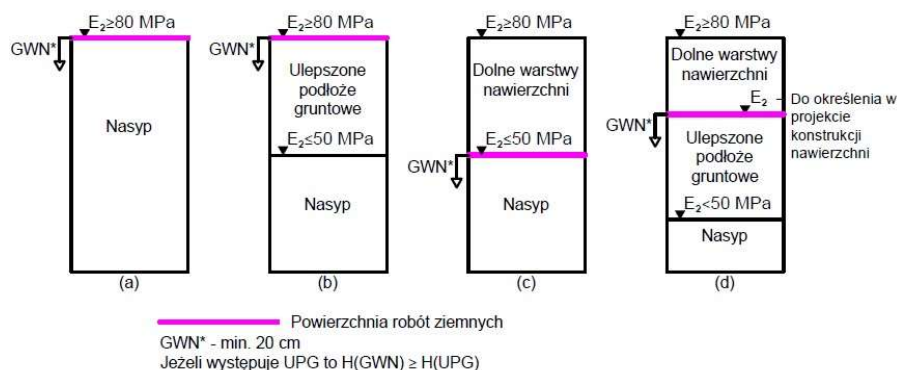 E₂≥80 MPa
GWN*
Nasyp
(a)
E₂≥80 MPa
GWN*
Ulepszone
podłoże
gruntowe
E₂≤50 MPa
Nasyp
(b)
E₂≥80 MPa
Dolne warstwy
nawierzchni
E₂≤50 MPa
GWN*
Nasyp
(c)
E₂≥80 MPa
Dolne warstwy
nawierzchni
E₂ – Do określenia w
projekcie
konstrukcji
nawierzchni
GWN*
Ulepszone
podłoże
gruntowe
E₂<50 MPa
Nasyp
(d)
Powierzchnia robót ziemnych
GWN* - min. 20 cm
Jeżeli występuje UPG to H(GWN) ≥ H(UPG)